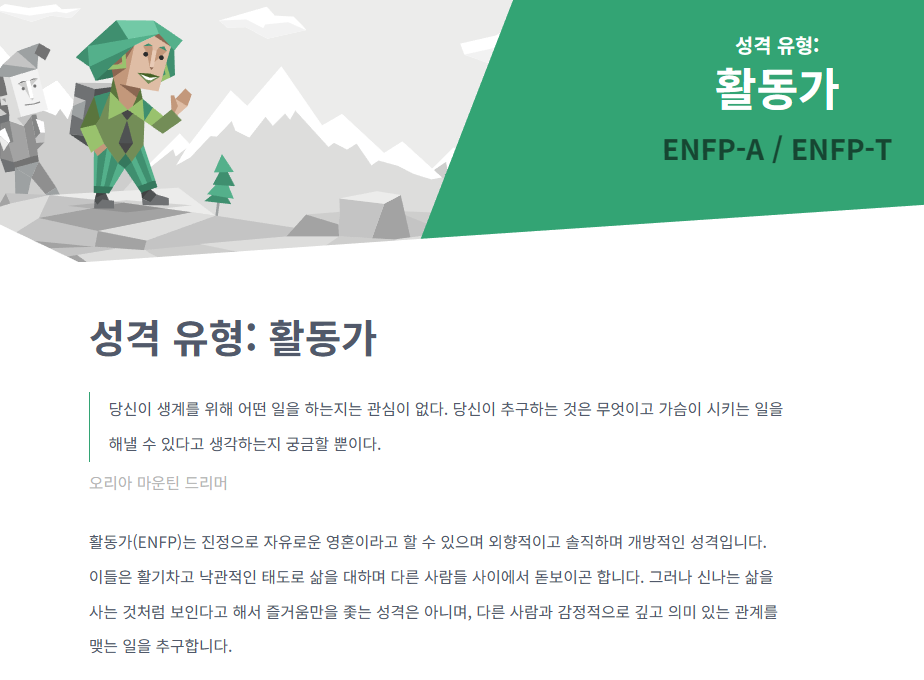 성격 유형:
활동가
ENFP-A / ENFP-T
성격 유형: 활동가
당신이 생계를 위해 어떤 일을 하는지는 관심이 없다. 당신이 추구하는 것은 무엇이고 가슴이 시키는 일을
해낼 수 있다고 생각하는지 궁금할 뿐이다.
오리아 마운틴 드리머
활동가(ENFP)는 진정으로 자유로운 영혼이라고 할 수 있으며 외향적이고 솔직하며 개방적인 성격입니다.
이들은 활기차고 낙관적인 태도로 삶을 대하며 다른 사람들 사이에서 돋보이곤 합니다. 그러나 신나는 삶을
사는 것처럼 보인다고 해서 즐거움만을 좇는 성격은 아니며, 다른 사람과 감정적으로 깊고 의미 있는 관계를
맺는 일을 추구합니다.